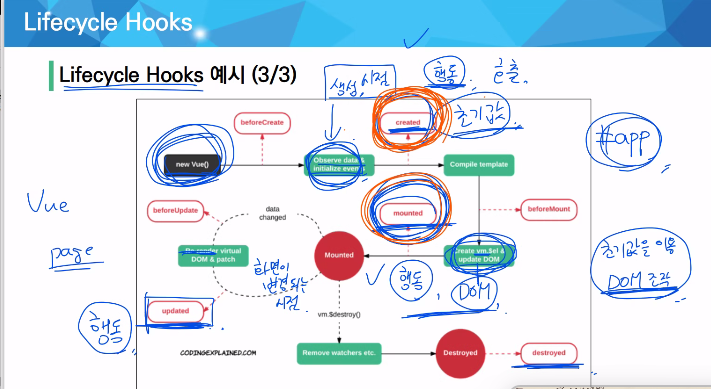 Lifecycle Hooks
Lifecycle Hooks 예시 (3/3)
생성 시점
행동
호출
beforeCreate
created
초기값
#app
new Vue()
Observe data
initialize events
Compile template
Vue
beforeUpdate
data
changed
mounted
beforeMount
page
Re-render virtual
DOM & patch
화면이
변경되는
시점
Mounted
Create vm.$el &
update DOM
행동, DOM
초기값을 이용
DOM 조작
updated
행동
vm.$destroy()
CODINGEXPLAINED.COM
Remove watchers etc.
Destroyed
destroyed